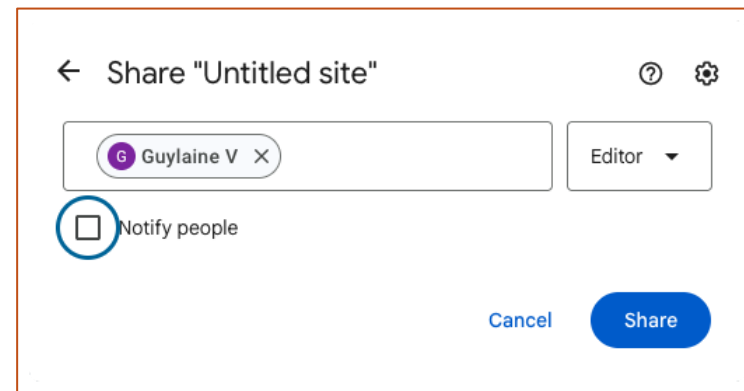 Share "Untitled site"
G Guylaine V
Editor
Notify people
Cancel Share